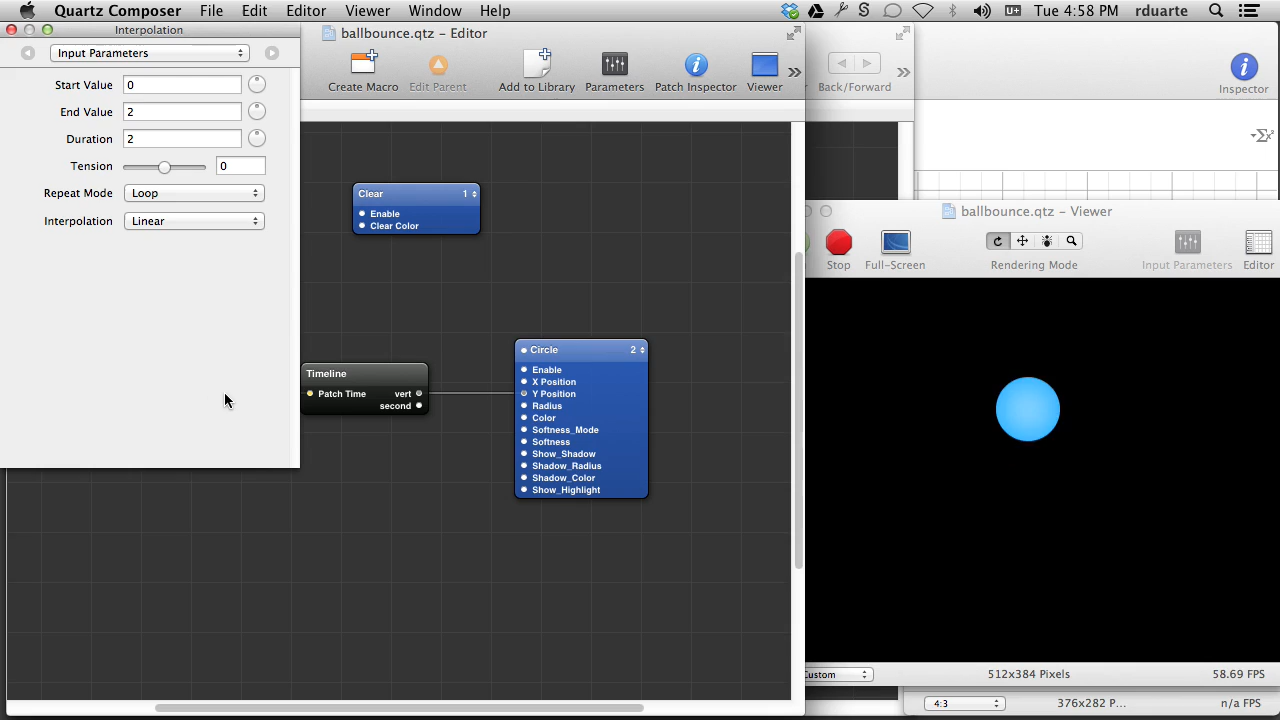 Quartz Composer File Edit Editor Viewer Window Help
Tue 4:58 PM rduarte
Interpolation
Input Parameters
Start Value 0
End Value 2
Duration 2
Tension 0
Repeat Mode Loop
Interpolation Linear
ballbounce.qtz – Editor
Create Macro Edit Parent Add to Library Parameters Patch Inspector Viewer
Clear 1
Enable
Clear Color
Timeline
Patch Time vert
second
Circle 2
Enable
X Position
Y Position
Radius
Color
Softness_Mode
Softness
Show_Shadow
Shadow_Radius
Shadow_Color
Show_Highlight
Back/Forward
Inspector
ballbounce.qtz – Viewer
Stop Full-Screen Rendering Mode Input Parameters Editor
512x384 Pixels 58.69 FPS
4:3 376x282 P... n/a FPS